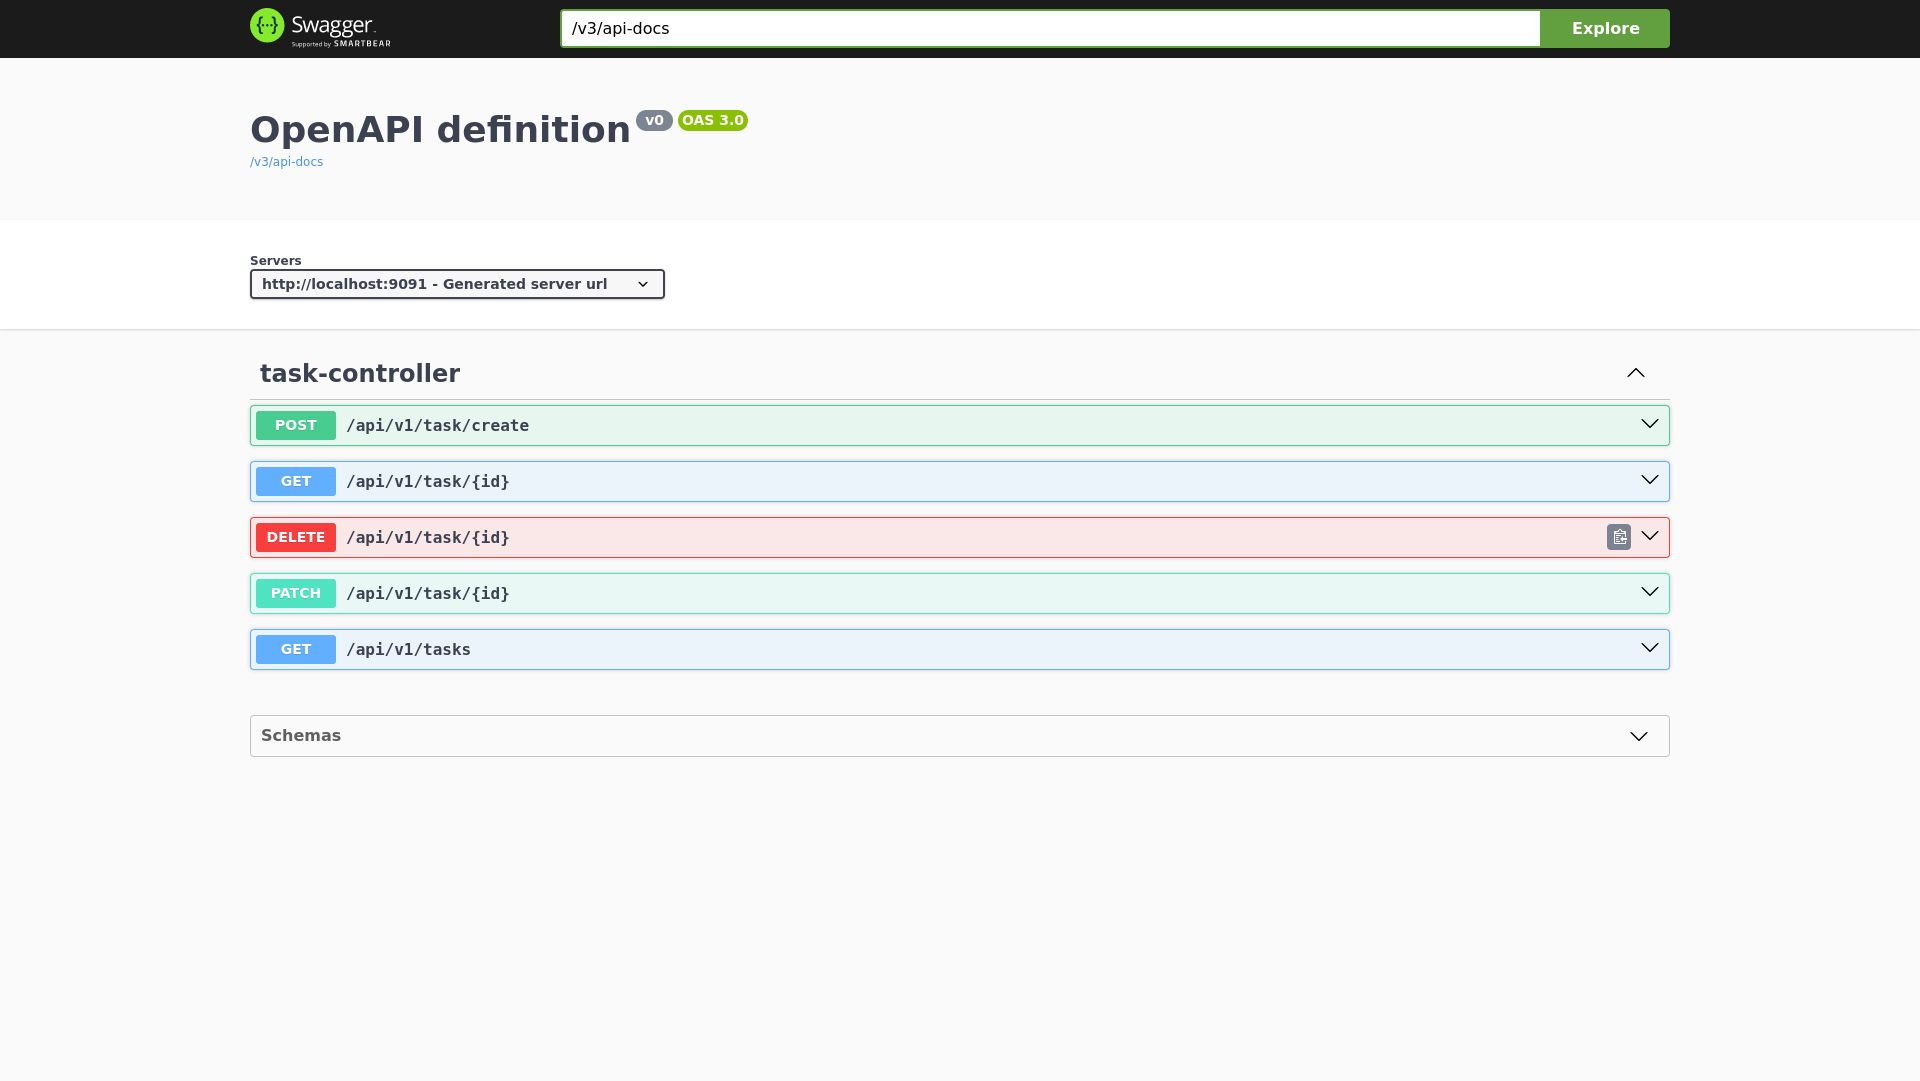 Swagger
Supported by SMARTBEAR
/v3/api-docs
Explore
OpenAPI definition v0 OAS 3.0
/v3/api-docs
Servers
http://localhost:9091 - Generated server url
task-controller
POST /api/v1/task/create
GET /api/v1/task/{id}
DELETE /api/v1/task/{id}
PATCH /api/v1/task/{id}
GET /api/v1/tasks
Schemas